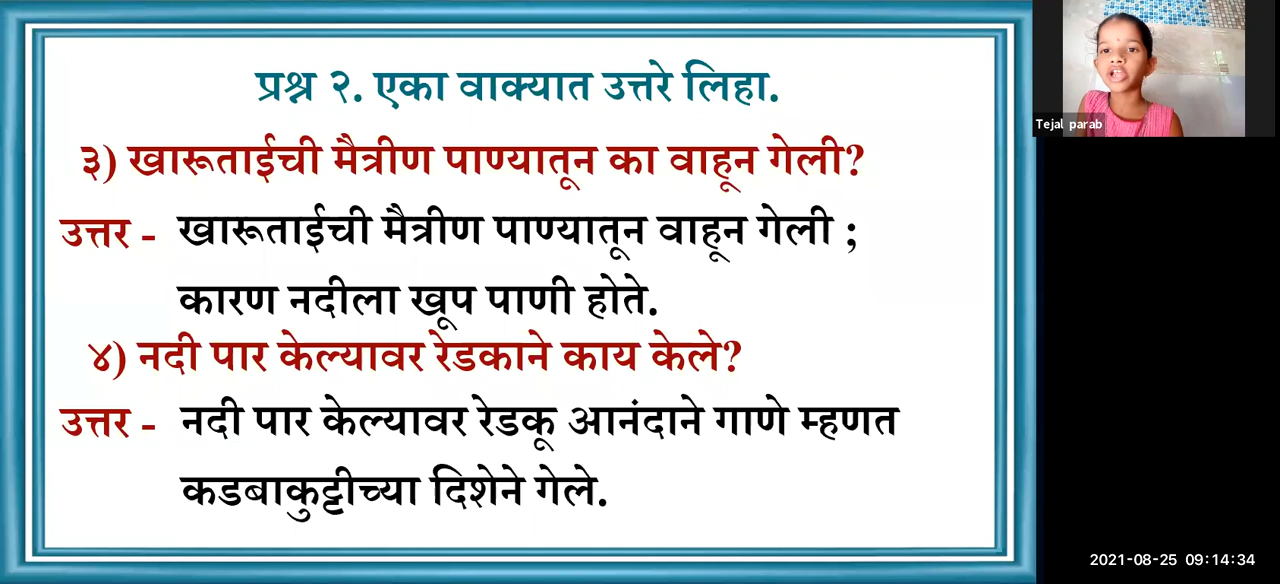 प्रश्न २. एका वाक्यात उत्तरे लिहा.
३) खारूताईची मैत्रीण पाण्यातून का वाहून गेली?
उत्तर - खारूताईची मैत्रीण पाण्यातून वाहून गेली ;
कारण नदीला खूप पाणी होते.
४) नदी पार केल्यावर रेडकाने काय केले?
उत्तर - नदी पार केल्यावर रेडकू आनंदाने गाणे म्हणत
कडबाकुट्टीच्या दिशेने गेले.
Tejal parab
2021-08-25 09:14:34